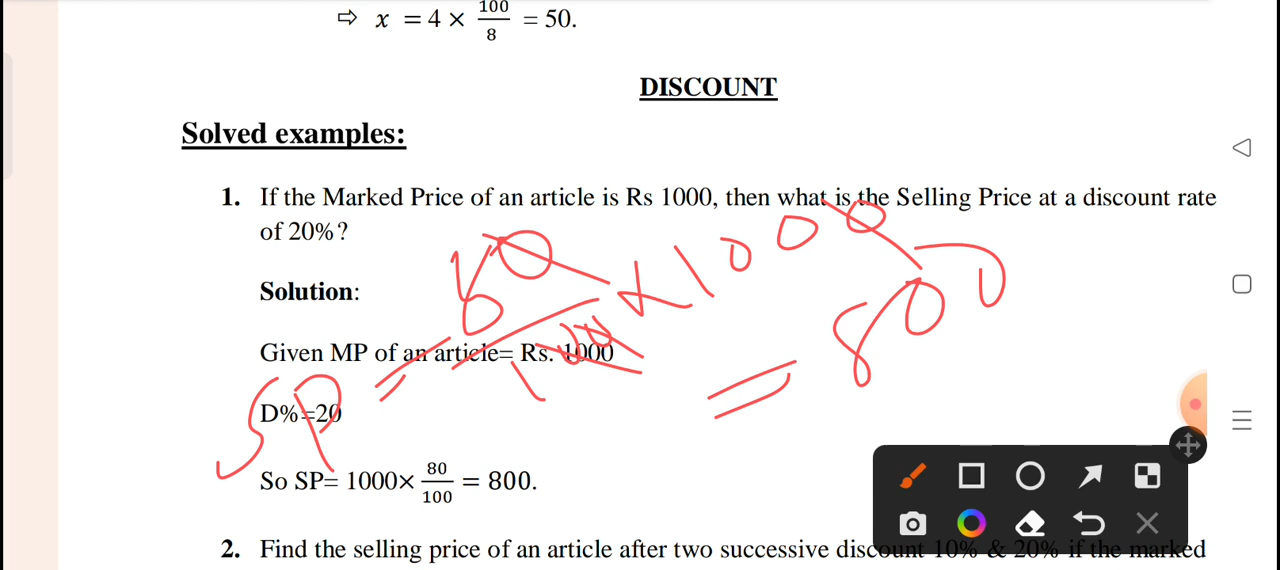 ⇨ x = 4 × 100/8 = 50.
DISCOUNT
Solved examples:
1. If the Marked Price of an article is Rs 1000, then what is the Selling Price at a discount rate
of 20%?
Solution:
Given MP of an article= Rs. 1000
D%=20
SP = 80/100 × 1000 = 800
So SP= 1000× 80/100 = 800.
2. Find the selling price of an article after two successive discount 10% & 20% if the marked